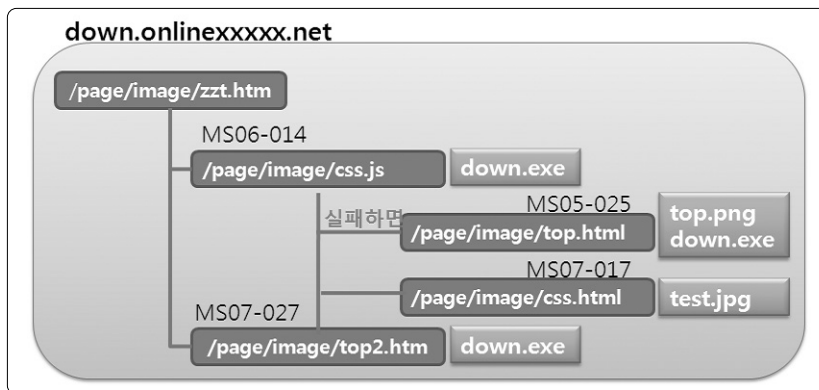 down.onlinexxxxx.net
/page/image/zzt.htm
MS06-014
/page/image/css.js
down.exe
실패하면
MS05-025
/page/image/top.html
top.png
down.exe
MS07-017
/page/image/css.html
test.jpg
MS07-027
/page/image/top2.htm
down.exe